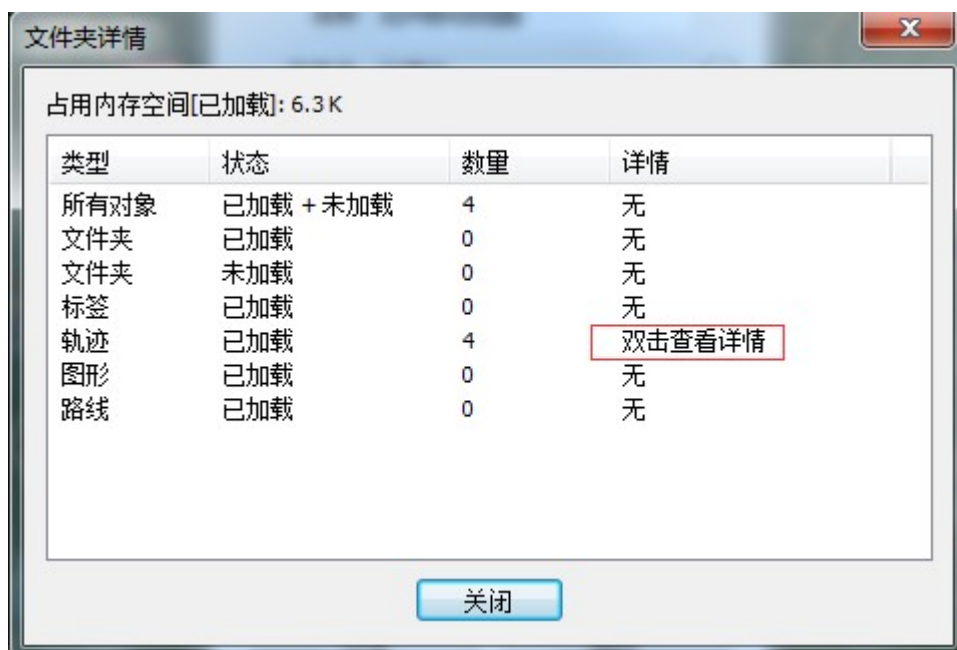 文件夹详情
占用内存空间[已加载]: 6.3 K
类型 状态 数量 详情
所有对象 已加载 + 未加载 4 无
文件夹 已加载 0 无
文件夹 未加载 0 无
标签 已加载 0 无
轨迹 已加载 4 双击查看详情
图形 已加载 0 无
路线 已加载 0 无
关闭